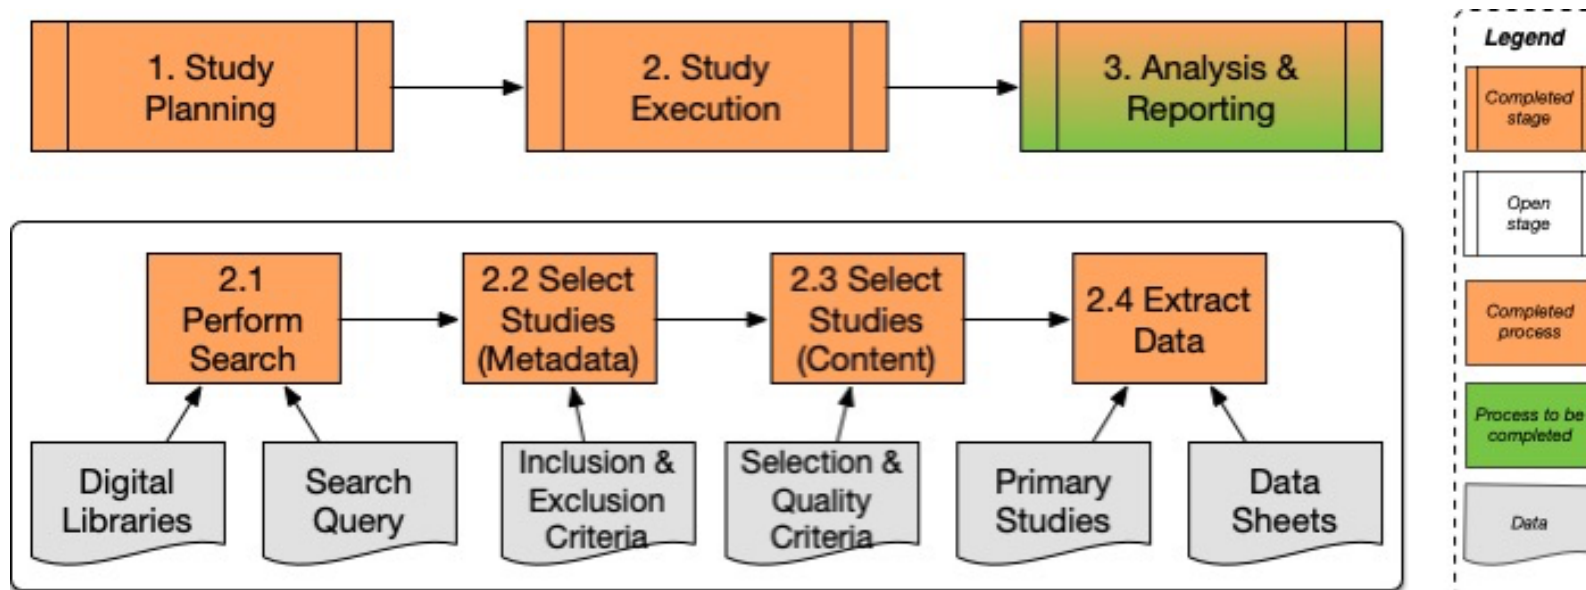 1. Study
Planning
2. Study
Execution
3. Analysis &
Reporting
2.1
Perform
Search
2.2 Select
Studies
(Metadata)
2.3 Select
Studies
(Content)
2.4 Extract
Data
Digital
Libraries
Search
Query
Inclusion &
Exclusion
Criteria
Selection &
Quality
Criteria
Primary
Studies
Data
Sheets
Legend
Completed
stage
Open
stage
Completed
process
Process to be
completed
Data